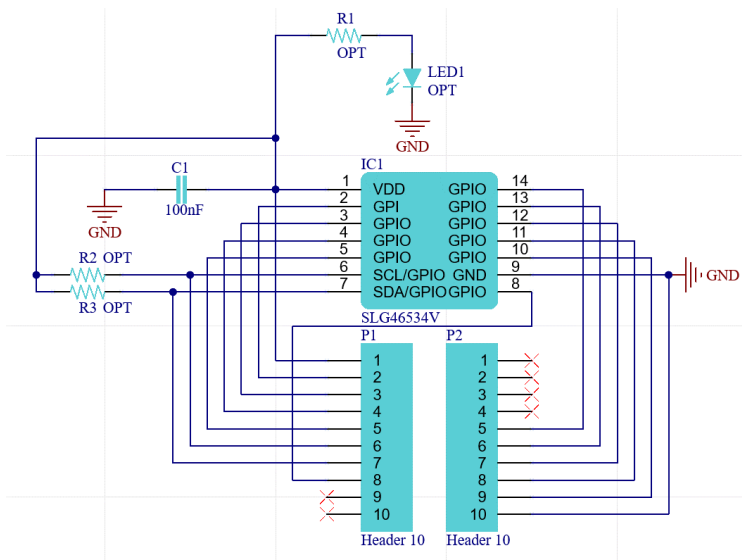 R1
OPT
LED1
OPT
GND
C1
100nF
GND
IC1
1 VDD GPIO 14
2 GPI GPIO 13
3 GPIO GPIO 12
4 GPIO GPIO 11
5 GPIO GPIO 10
6 SCL/GPIO GND 9
7 SDA/GPIO GPIO 8
GND
R2 OPT
R3 OPT
SLG46534V
P1 P2
1 1
2 2
3 3
4 4
5 5
6 6
7 7
8 8
9 9
10 10
Header 10 Header 10